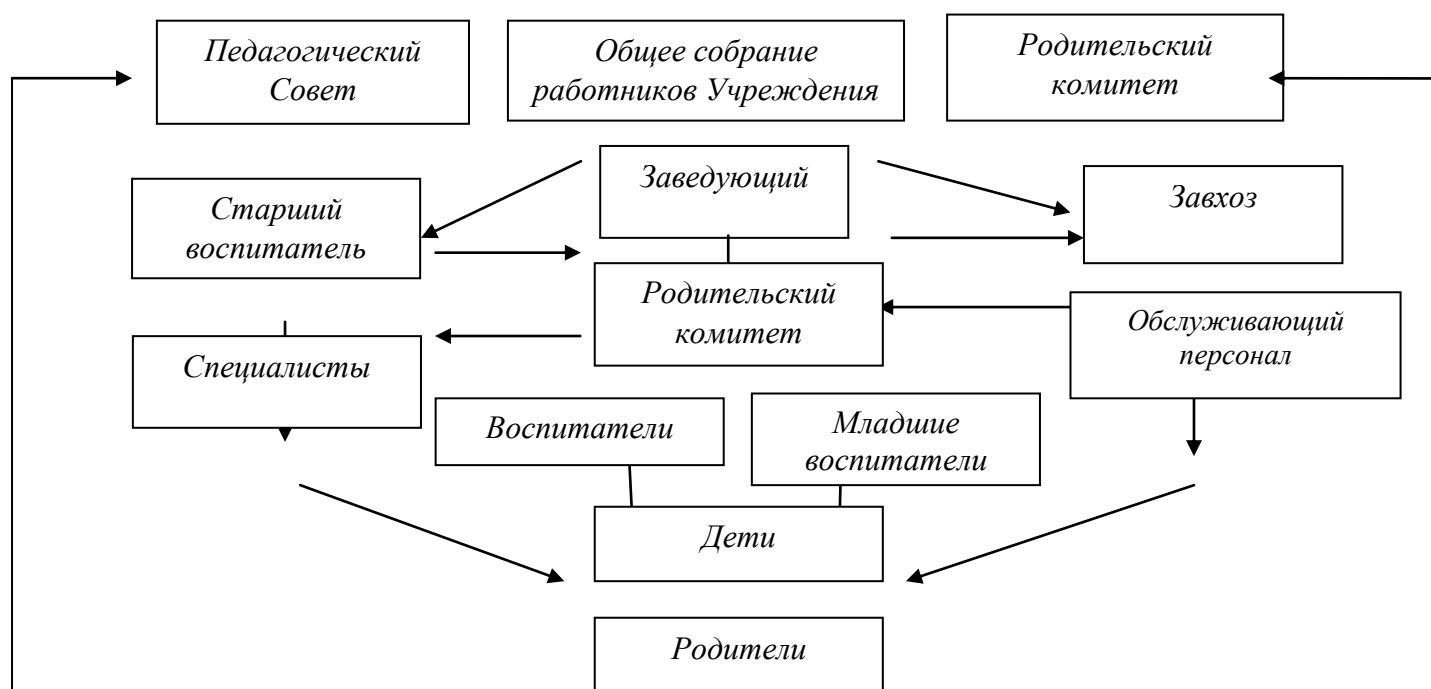 Педагогический
Совет
Общее собрание
работников Учреждения
Родительский
комитет
Заведующий
Старший
воспитатель
Завхоз
Родительский
комитет
Обслуживающий
персонал
Специалисты
Воспитатели
Младшие
воспитатели
Дети
Родители